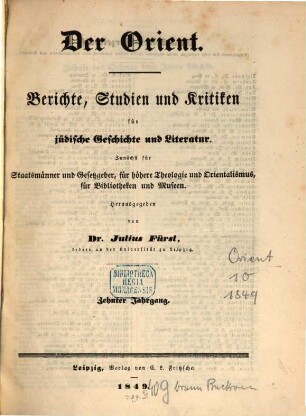 Der Orient.
Berichte, Studien und Kritiken
für
jüdische Geschichte und Literatur.
Zunächst für
Staatsmänner und Gesetzgeber, für höhere Theologie und Orientalismus,
für Bibliotheken und Museen.
Herausgegeben
von
Dr. Julius Fürst,
Lehrer an der Universität zu Leipzig.
BIBLIOTHECA
REGIA
MONACENSIS
Orient
10
1849
Zehnter Jahrgang.
Leipzig, Verlag von C. L. Fritzsche
1849.